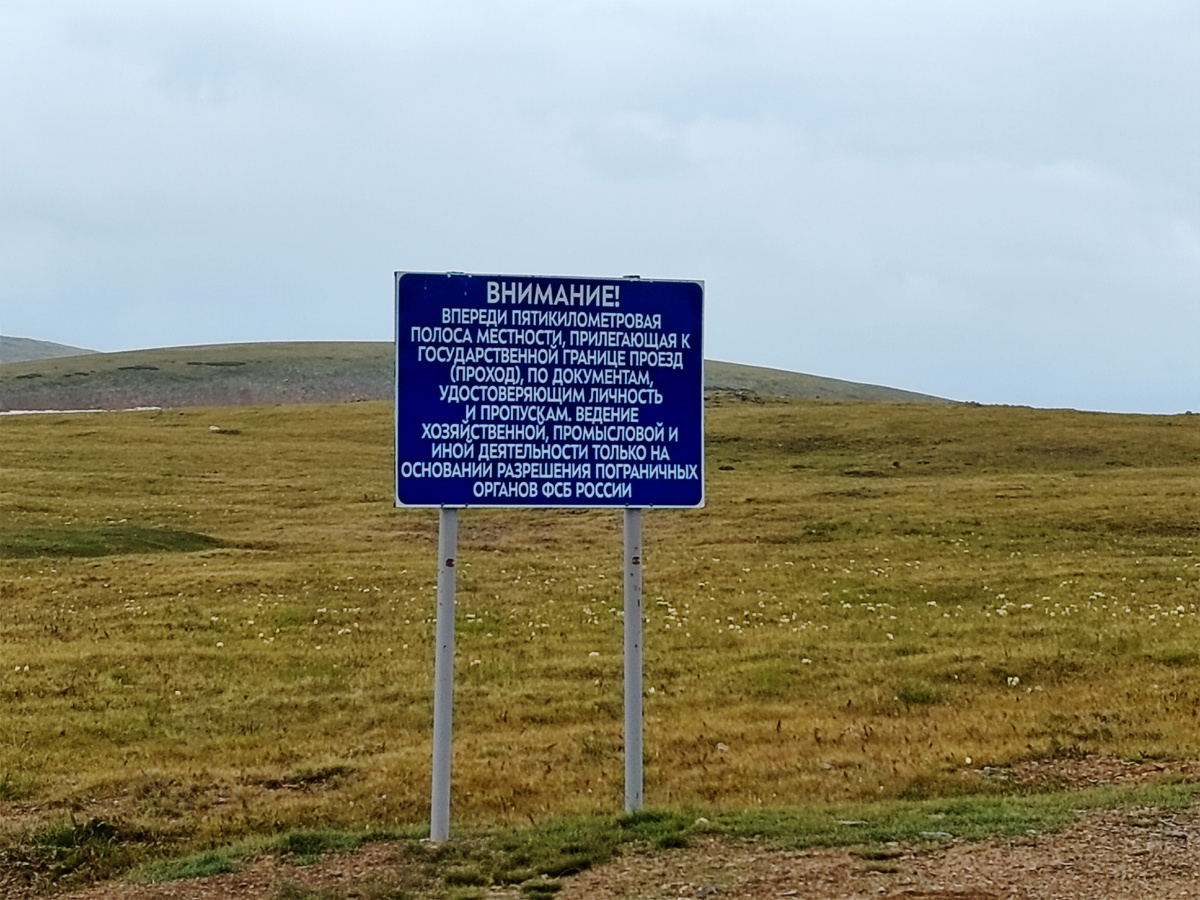 ВНИМАНИЕ!
ВПЕРЕДИ ПЯТИКИЛОМЕТРОВАЯ
ПОЛОСА МЕСТНОСТИ, ПРИЛЕГАЮЩАЯ К
ГОСУДАРСТВЕННОЙ ГРАНИЦЕ ПРОЕЗД
(ПРОХОД), ПО ДОКУМЕНТАМ,
УДОСТОВЕРЯЮЩИМ ЛИЧНОСТЬ
И ПРОПУСКАМ. ВЕДЕНИЕ
ХОЗЯЙСТВЕННОЙ, ПРОМЫСЛОВОЙ И
ИНОЙ ДЕЯТЕЛЬНОСТИ ТОЛЬКО НА
ОСНОВАНИИ РАЗРЕШЕНИЯ ПОГРАНИЧНЫХ
ОРГАНОВ ФСБ РОССИИ